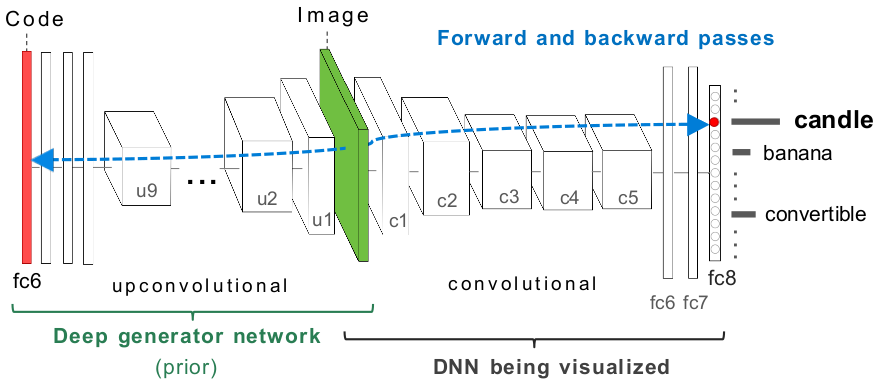 Code
Image
Forward and backward passes
candle
banana
convertible
u9
...
u2
u1
c1
c2
c3
c4
c5
fc6
upconvolutional
convolutional
fc6
fc7
fc8
Deep generator network
(prior)
DNN being visualized